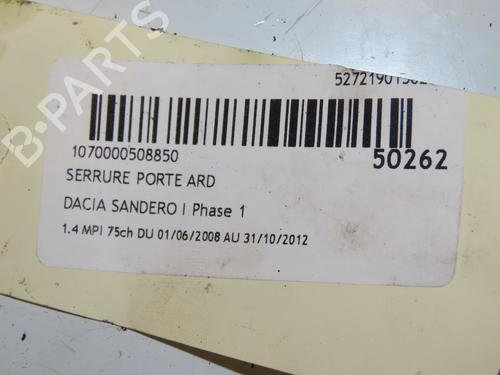 B-PARTS
1070000508850
50262
SERRURE PORTE ARD
DACIA SANDERO I Phase 1
1.4 MPI 75ch DU 01/06/2008 AU 31/10/2012